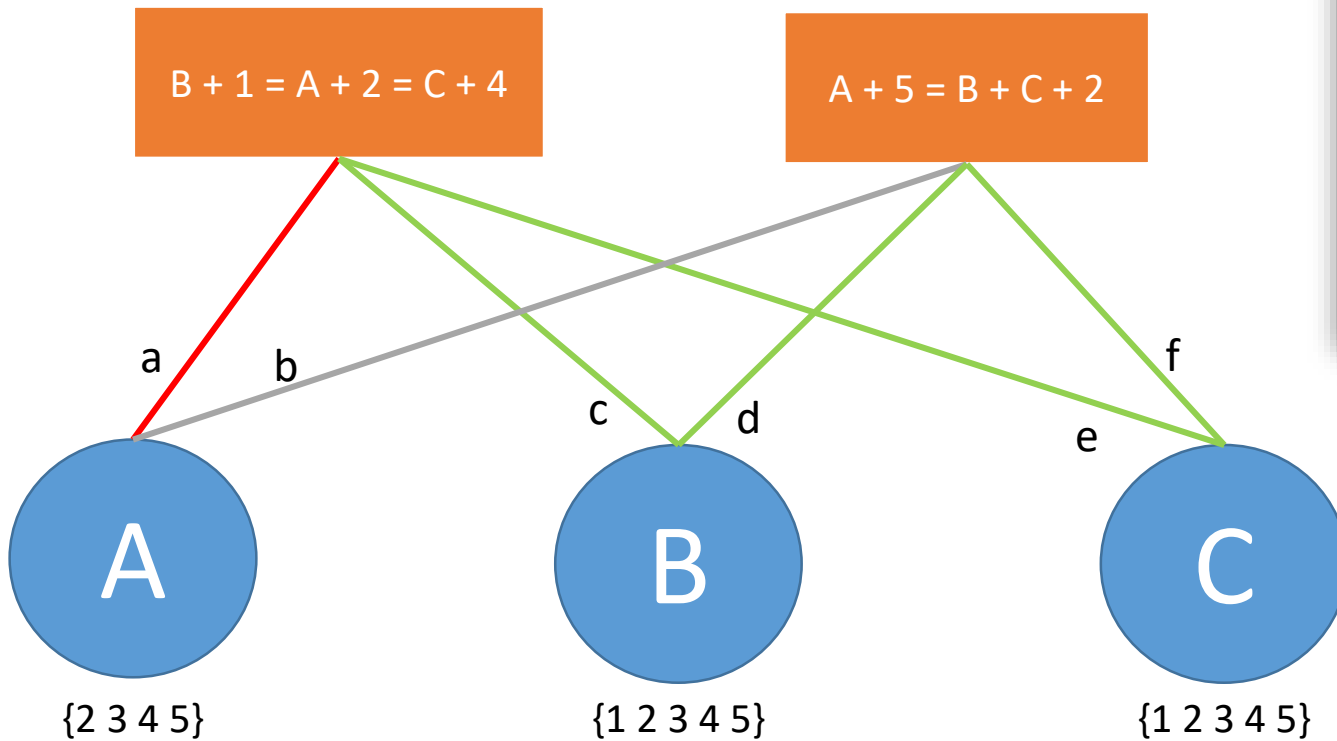 B + 1 = A + 2 = C + 4
A + 5 = B + C + 2
a
b
c
d
e
f
A
B
C
{2 3 4 5}
{1 2 3 4 5}
{1 2 3 4 5}